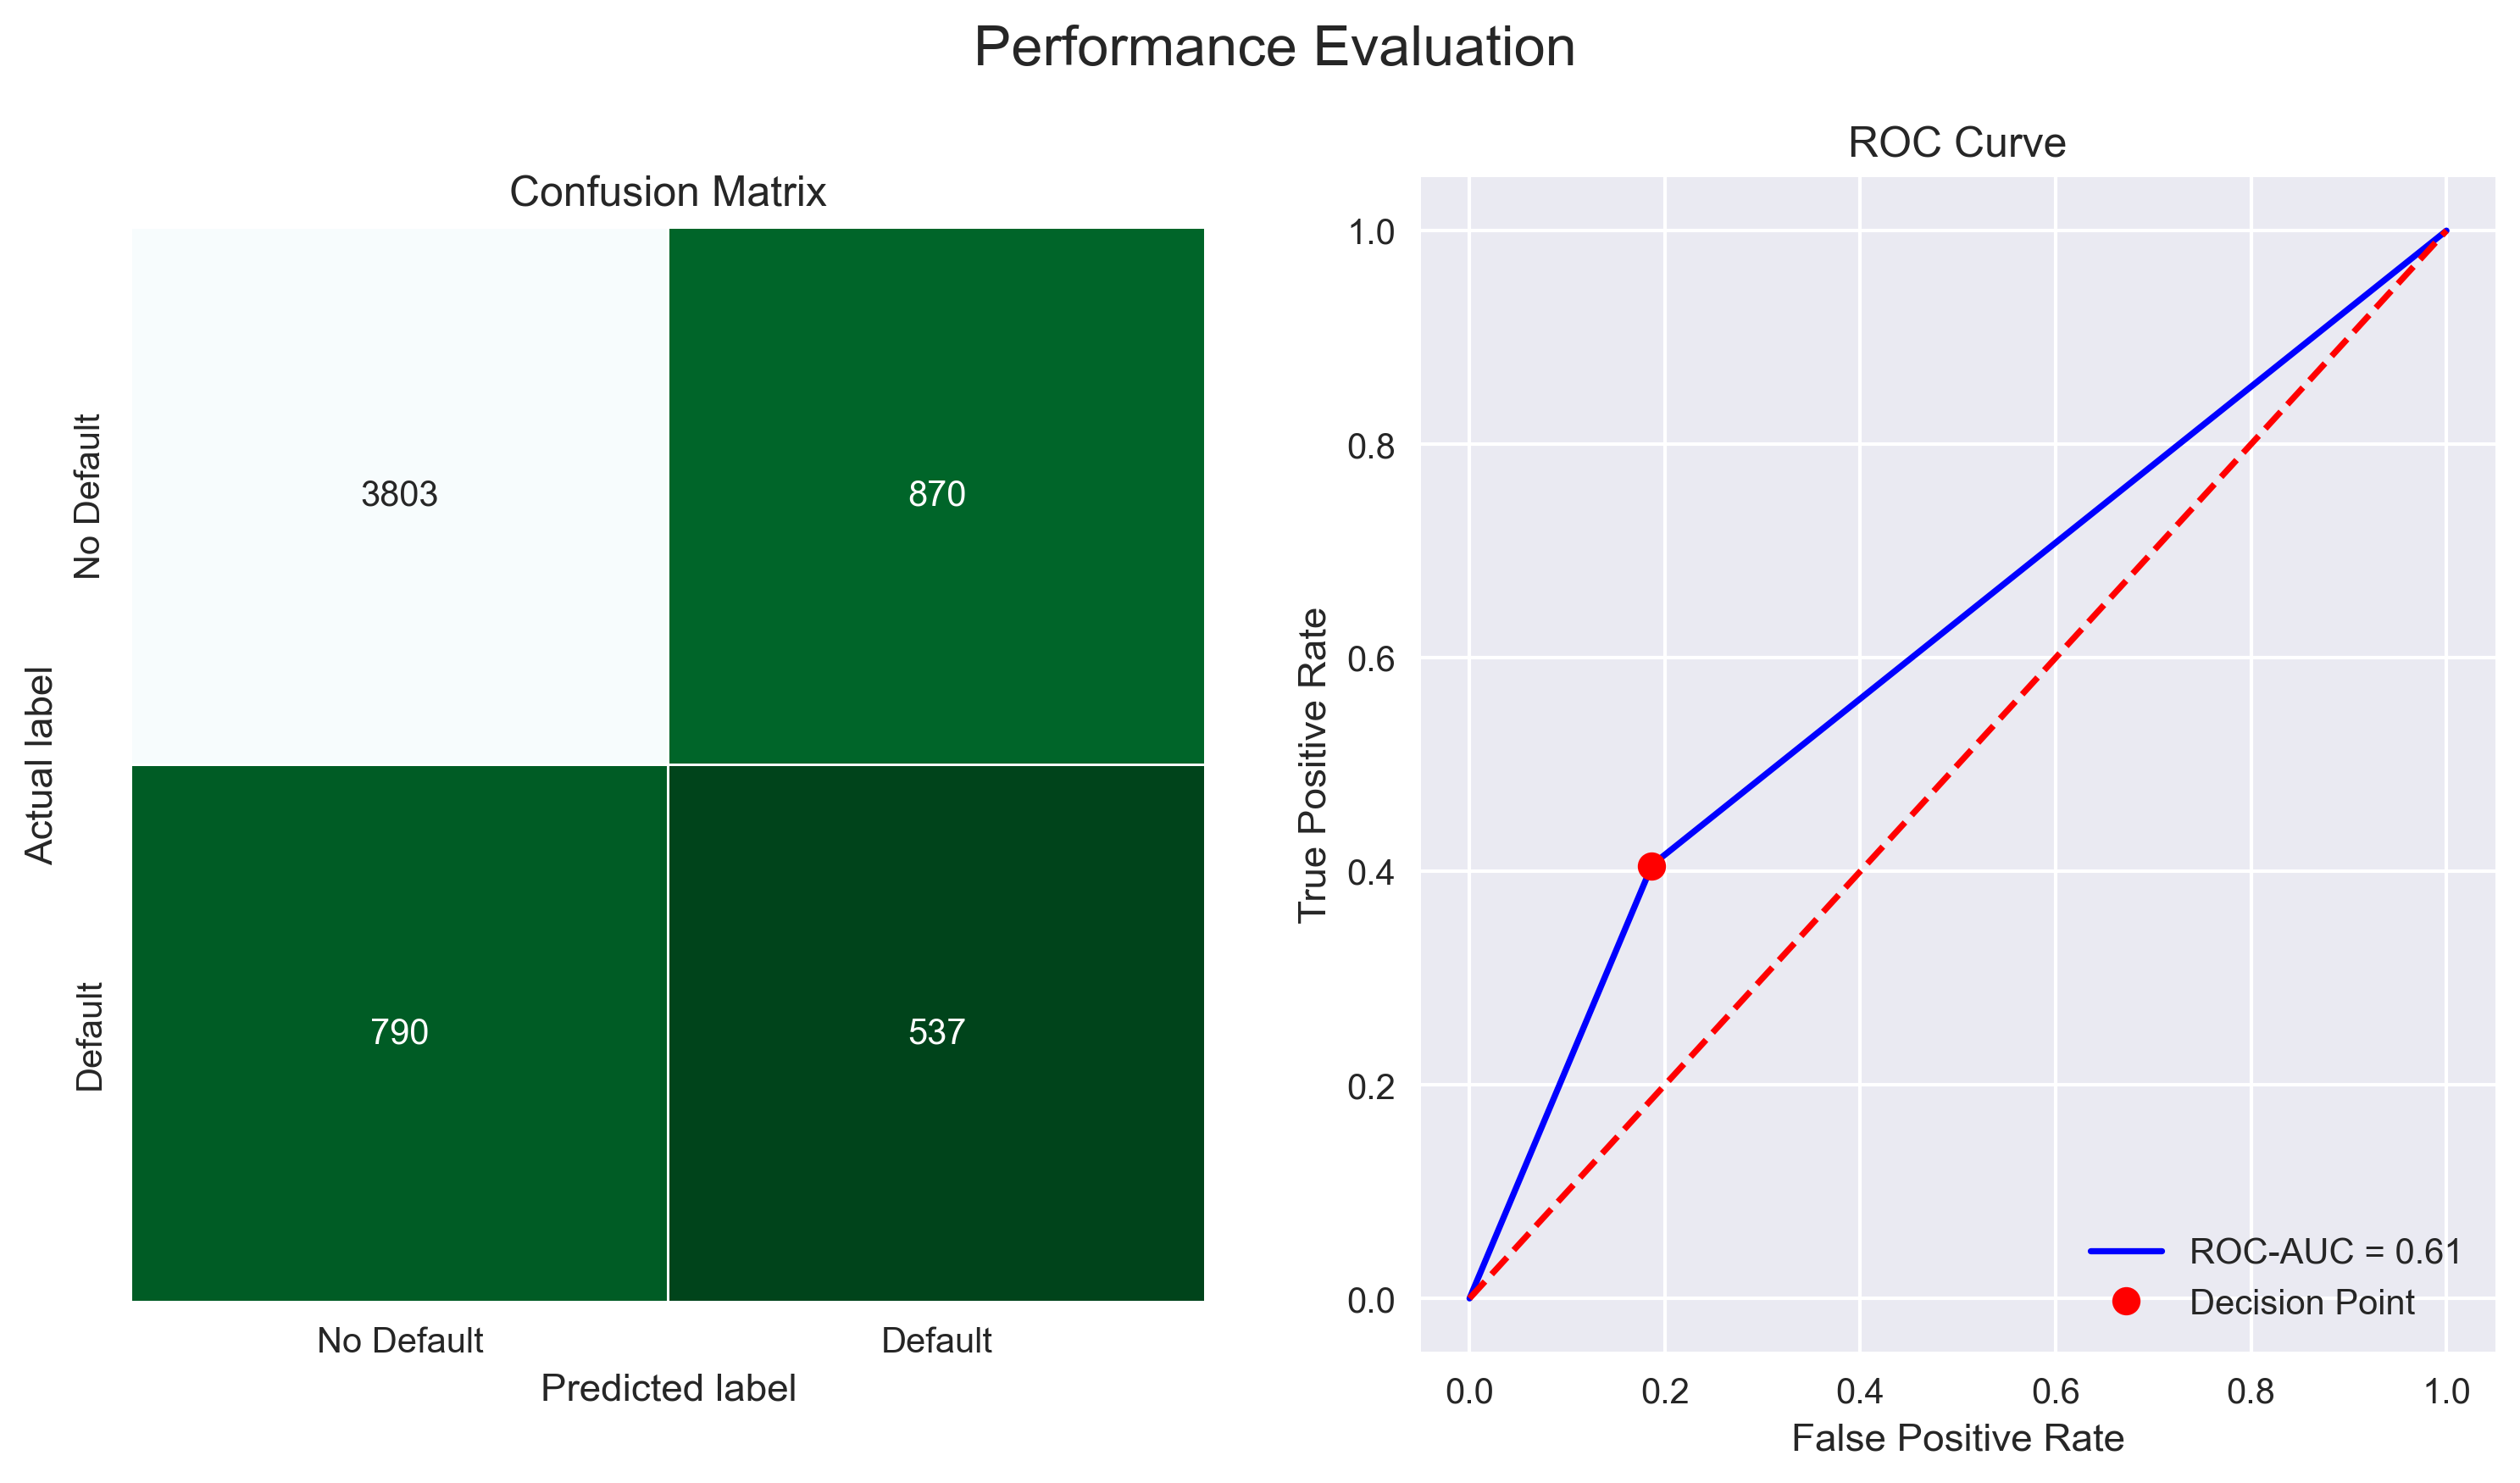 Performance Evaluation
Confusion Matrix
Actual label
No Default
Default
3803
870
790
537
No Default
Default
Predicted label
ROC Curve
True Positive Rate
1.0
0.8
0.6
0.4
0.2
0.0
ROC-AUC = 0.61
Decision Point
0.0
0.2
0.4
0.6
0.8
1.0
False Positive Rate